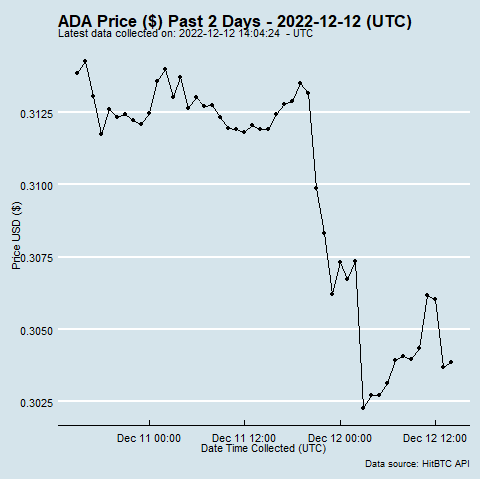 ADA Price ($) Past 2 Days - 2022-12-12 (UTC)
Latest data collected on: 2022-12-12 14:04:24  - UTC
0.3125
0.3100
0.3075
0.3050
0.3025
Price USD ($)
Dec 11 00:00 Dec 11 12:00 Dec 12 00:00 Dec 12 12:00
Date Time Collected (UTC)
Data source: HitBTC API